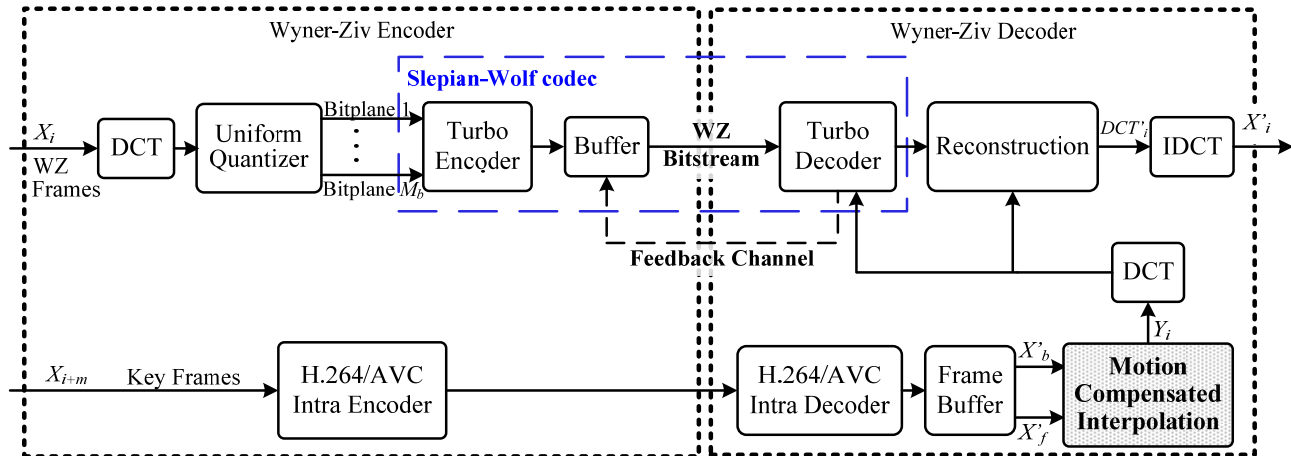 Wyner-Ziv Encoder
Wyner-Ziv Decoder
Slepian-Wolf codec
X_i
WZ
Frames
DCT
Uniform
Quantizer
Bitplane 1
Bitplane M_b
Turbo
Encoder
Buffer
WZ
Bitstream
Turbo
Decoder
Reconstruction
DCT'_i
IDCT
X'_i
Feedback Channel
DCT
Y_i
X_{i+m}
Key Frames
H.264/AVC
Intra Encoder
H.264/AVC
Intra Decoder
Frame
Buffer
X'_b
X'_f
Motion
Compensated
Interpolation